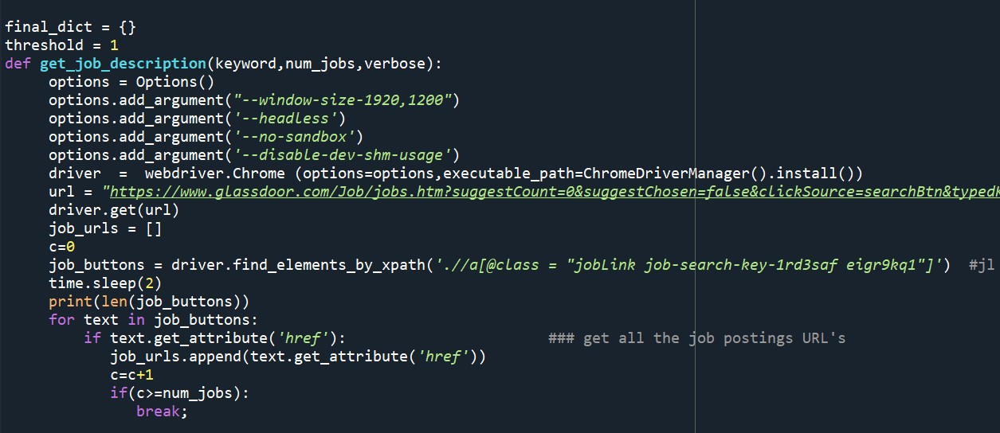 final_dict = {}
threshold = 1
def get_job_description(keyword,num_jobs,verbose):
     options = Options()
     options.add_argument("--window-size-1920,1200")
     options.add_argument('--headless')
     options.add_argument('--no-sandbox')
     options.add_argument('--disable-dev-shm-usage')
     driver  =  webdriver.Chrome (options=options,executable_path=ChromeDriverManager().install())
     url = "https://www.glassdoor.com/Job/jobs.htm?suggestCount=0&suggestChosen=false&clickSource=searchBtn&typedK
     driver.get(url)
     job_urls = []
     c=0
     job_buttons = driver.find_elements_by_xpath('.//a[@class = "jobLink job-search-key-1rd3saf eigr9kq1"]')  #jl
     time.sleep(2)
     print(len(job_buttons))
     for text in job_buttons:
         if text.get_attribute('href'):                       ### get all the job postings URL's
            job_urls.append(text.get_attribute('href'))
            c=c+1
            if(c>=num_jobs):
               break;